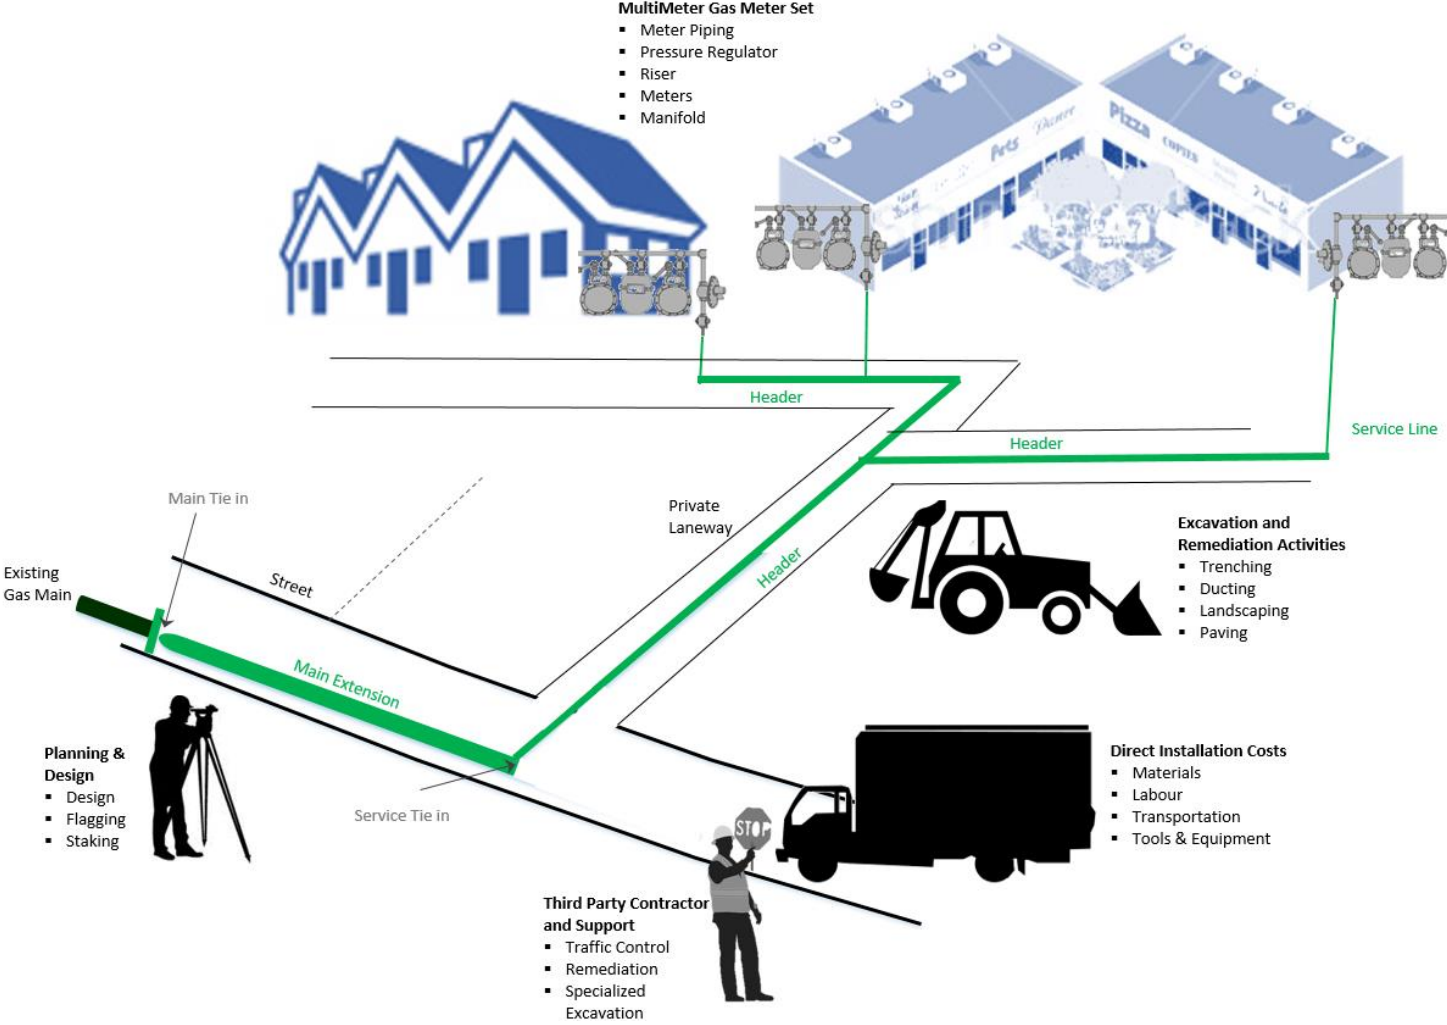 MultiMeter Gas Meter Set
▪ Meter Piping
▪ Pressure Regulator
▪ Riser
▪ Meters
▪ Manifold
Pizza
COPIES
Pets
Header
Header
Service Line
Main Tie in
Private
Laneway
Header
Excavation and
Remediation Activities
▪ Trenching
▪ Ducting
▪ Landscaping
▪ Paving
Existing
Gas Main
Street
Main Extension
Planning &
Design
▪ Design
▪ Flagging
▪ Staking
Service Tie in
STOP
Direct Installation Costs
▪ Materials
▪ Labour
▪ Transportation
▪ Tools & Equipment
Third Party Contractor
and Support
▪ Traffic Control
▪ Remediation
▪ Specialized
Excavation